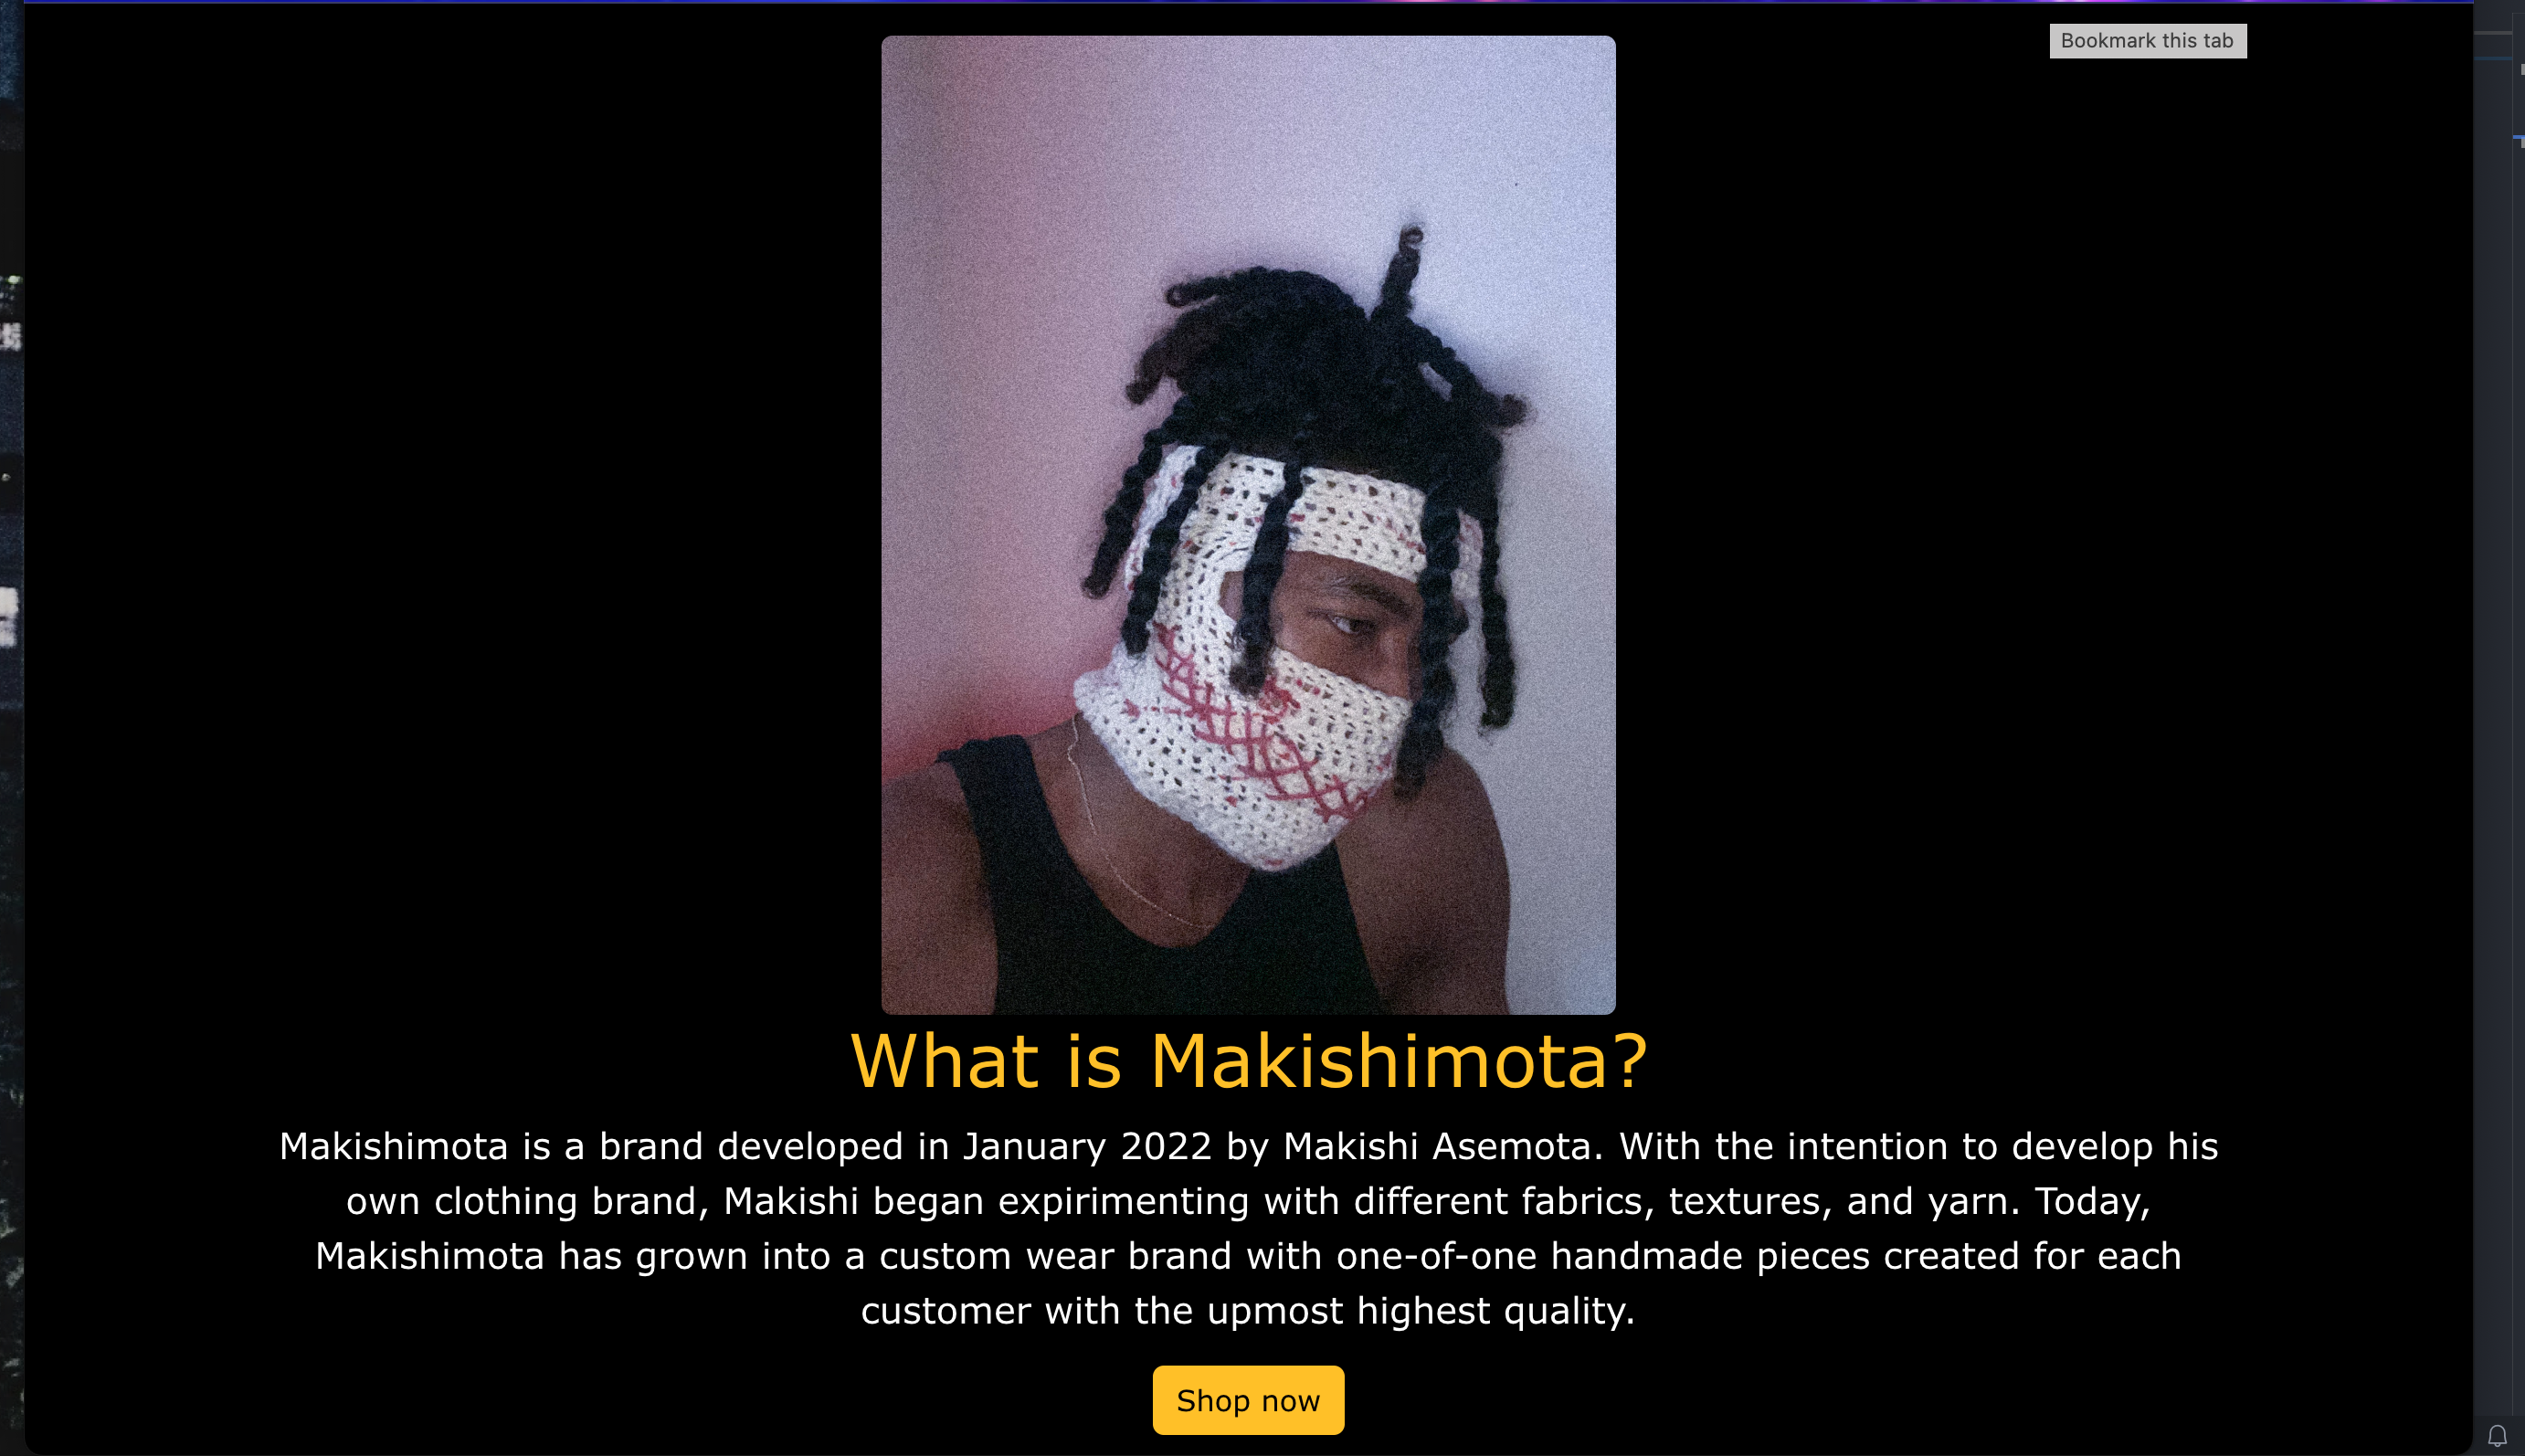 Bookmark this tab
What is Makishimota?
Makishimota is a brand developed in January 2022 by Makishi Asemota. With the intention to develop his
own clothing brand, Makishi began expirimenting with different fabrics, textures, and yarn. Today,
Makishimota has grown into a custom wear brand with one-of-one handmade pieces created for each
customer with the upmost highest quality.
Shop now